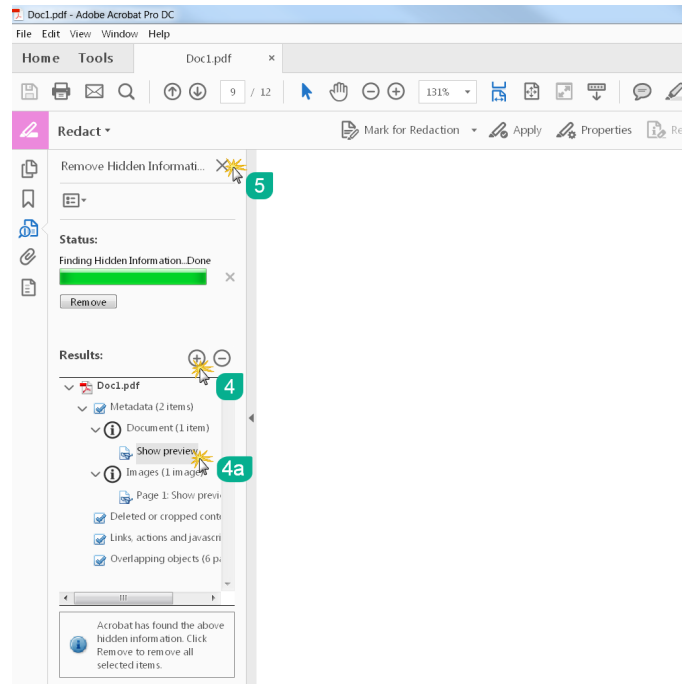 Doc1.pdf - Adobe Acrobat Pro DC
File Edit View Window Help
Home Tools Doc1.pdf ×
9 / 12 131%
Redact Mark for Redaction Apply Properties Re
Remove Hidden Informati...
5
Status:
Finding Hidden Information...Done
Remove
Results:
4
Doc1.pdf
Metadata (2 items)
Document (1 item)
Show preview
4a
Images (1 image
Page 1: Show previ
Deleted or cropped conte
Links, actions and javascri
Overlapping objects (6 pa
Acrobat has found the above
hidden information. Click
Remove to remove all
selected items.